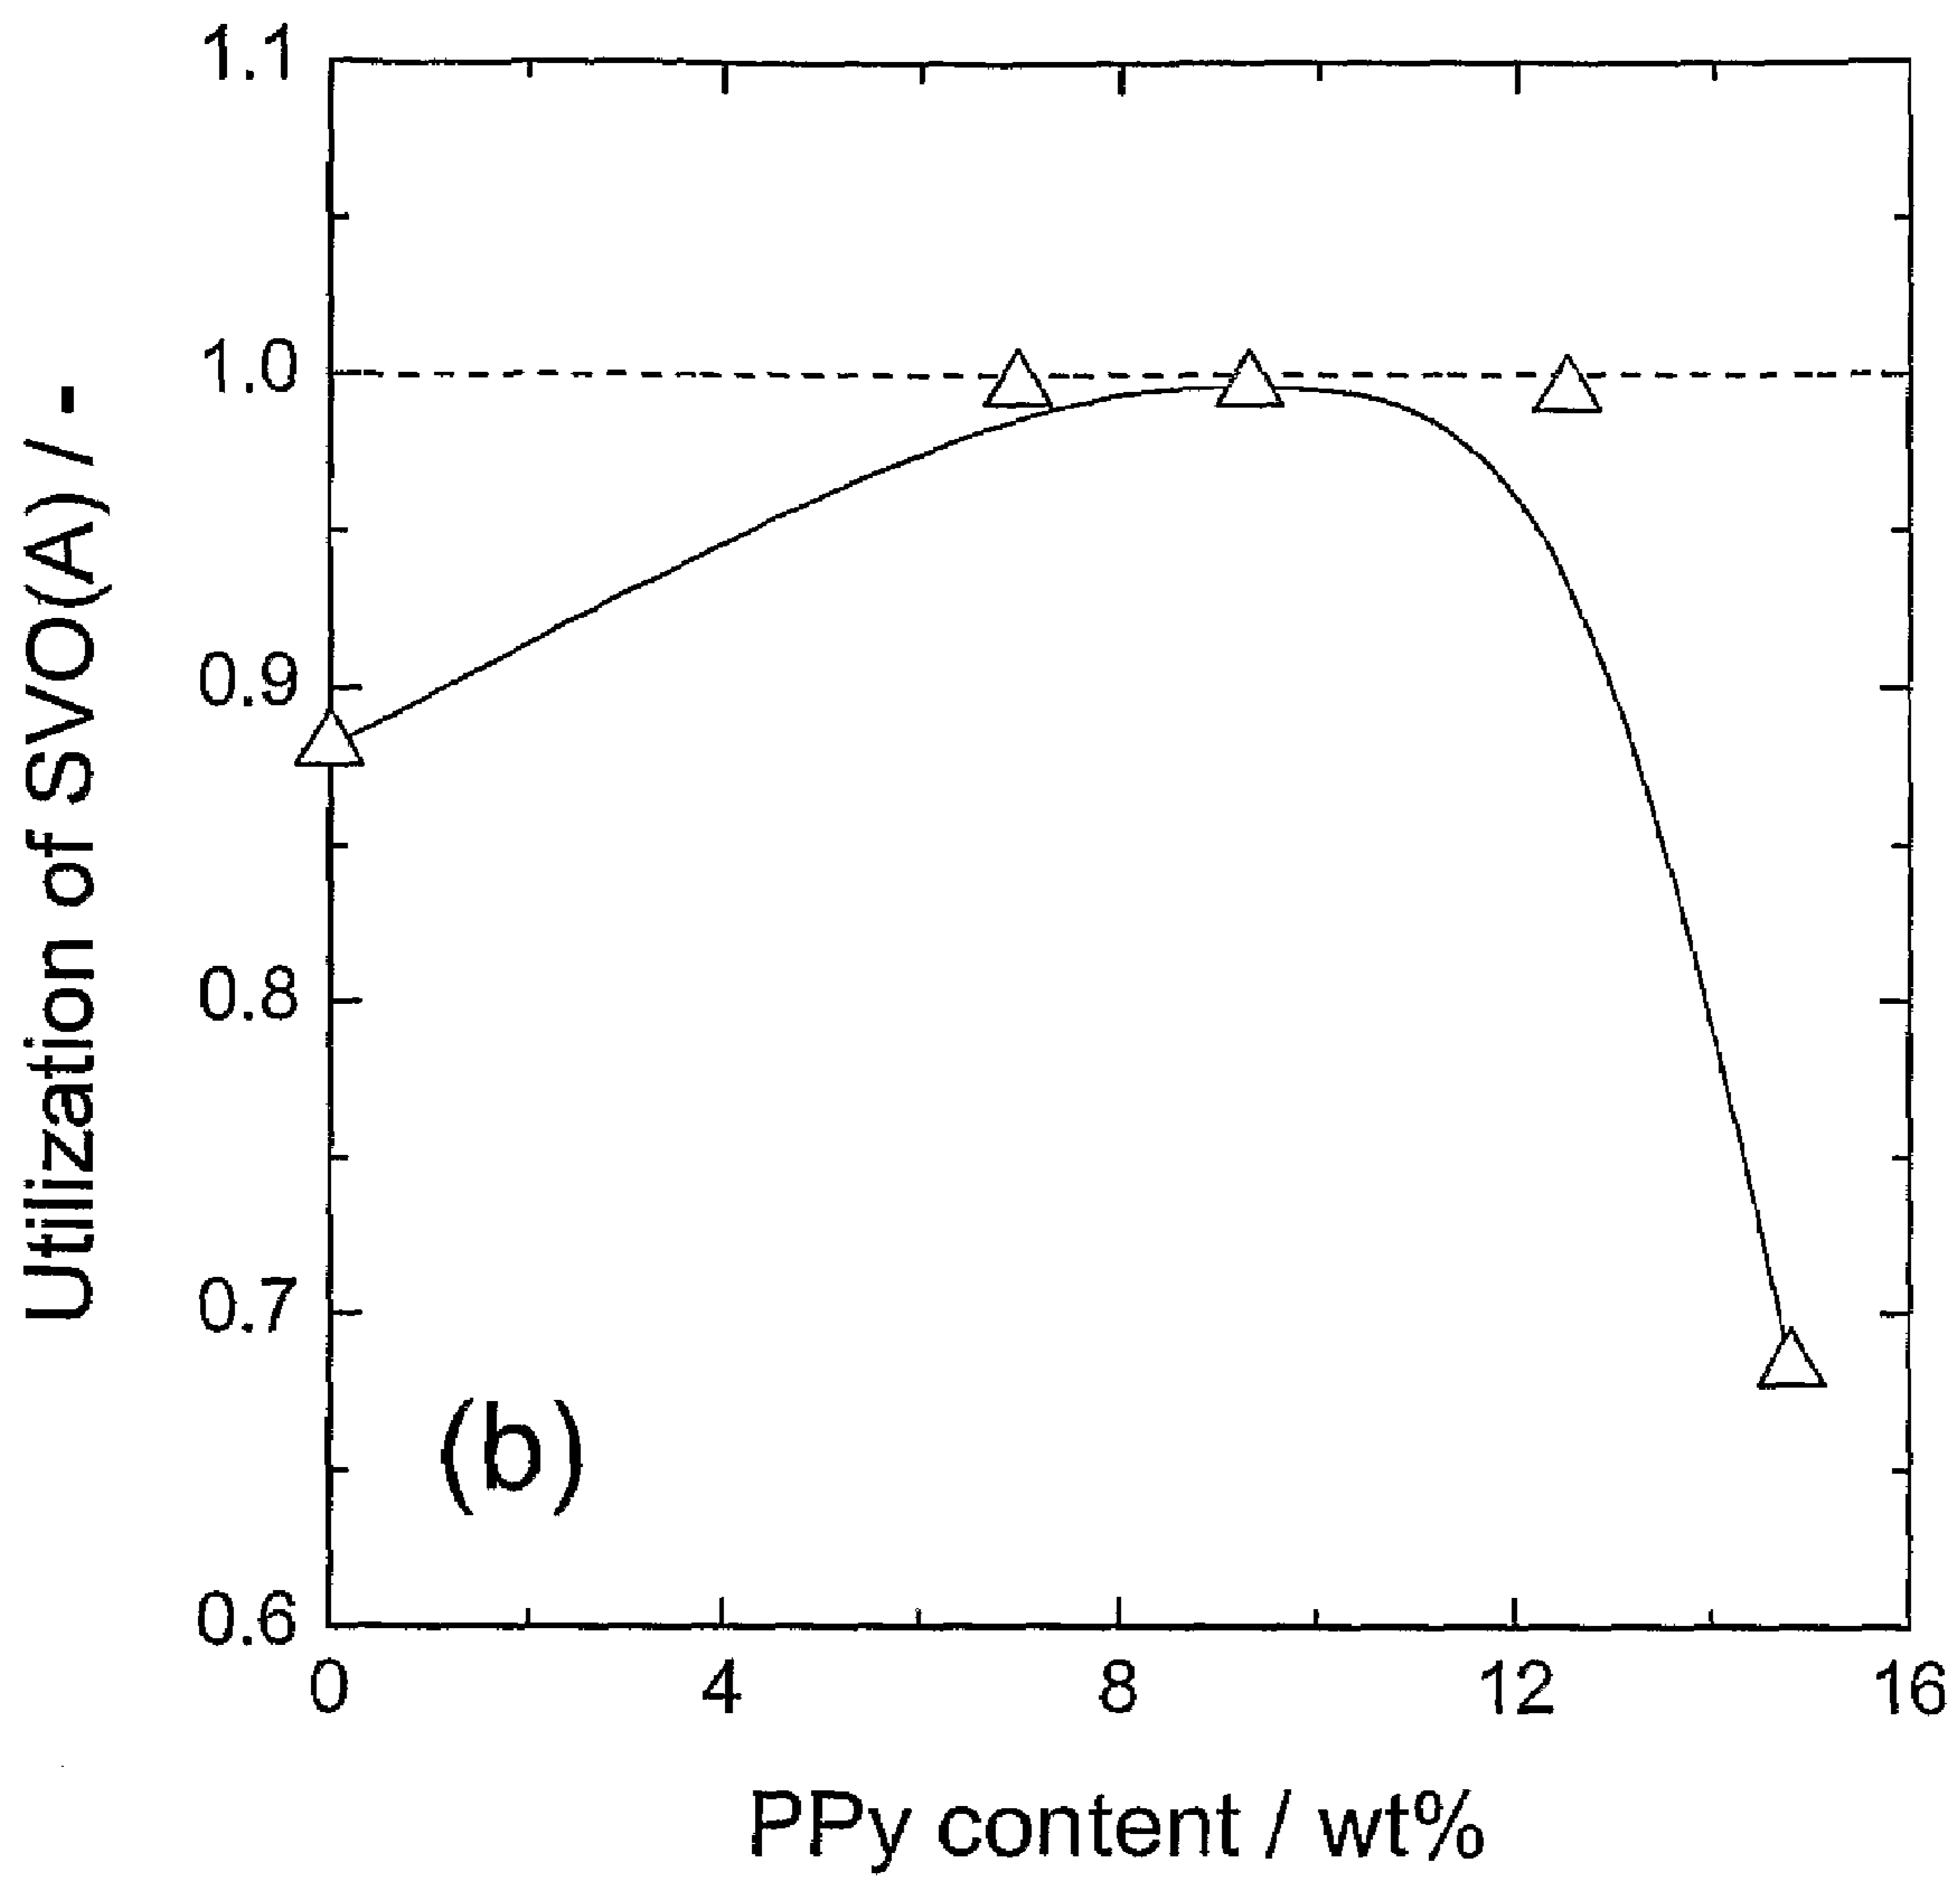 Utilization of SVO(A) / -
1.1
1.0
0.9
0.8
0.7
0.6
(b)
0 4 8 12 16
PPy content / wt%